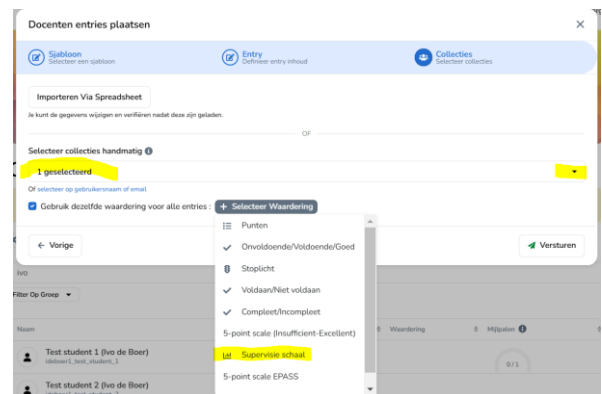 Docenten entries plaatsen
Sjabloon
Selecteer een sjabloon
Entry
Definieer entry inhoud
Collecties
Selecteer collecties
Importeren Via Spreadsheet
Je kunt de gegevens wijzigen en verifiëren nadat deze zijn geladen.
OF
Selecteer collecties handmatig
1 geselecteerd
Of selecteer op gebruikersnaam of email
Gebruik dezelfde waardering voor alle entries : + Selecteer Waardering
Punten
Onvoldoende/Voldoende/Goed
Stoplicht
Voldaan/Niet voldaan
Compleet/Incompleet
5-point scale (Insufficient-Excellent)
Supervisie schaal
5-point scale EPASS
← Vorige
Versturen
Ivo
Filter Op Groep
Naam
Waardering
Mijlpalen
Test student 1 (Ivo de Boer)
ideboer1_test_student_1
0/1
Test student 2 (Ivo de Boer)